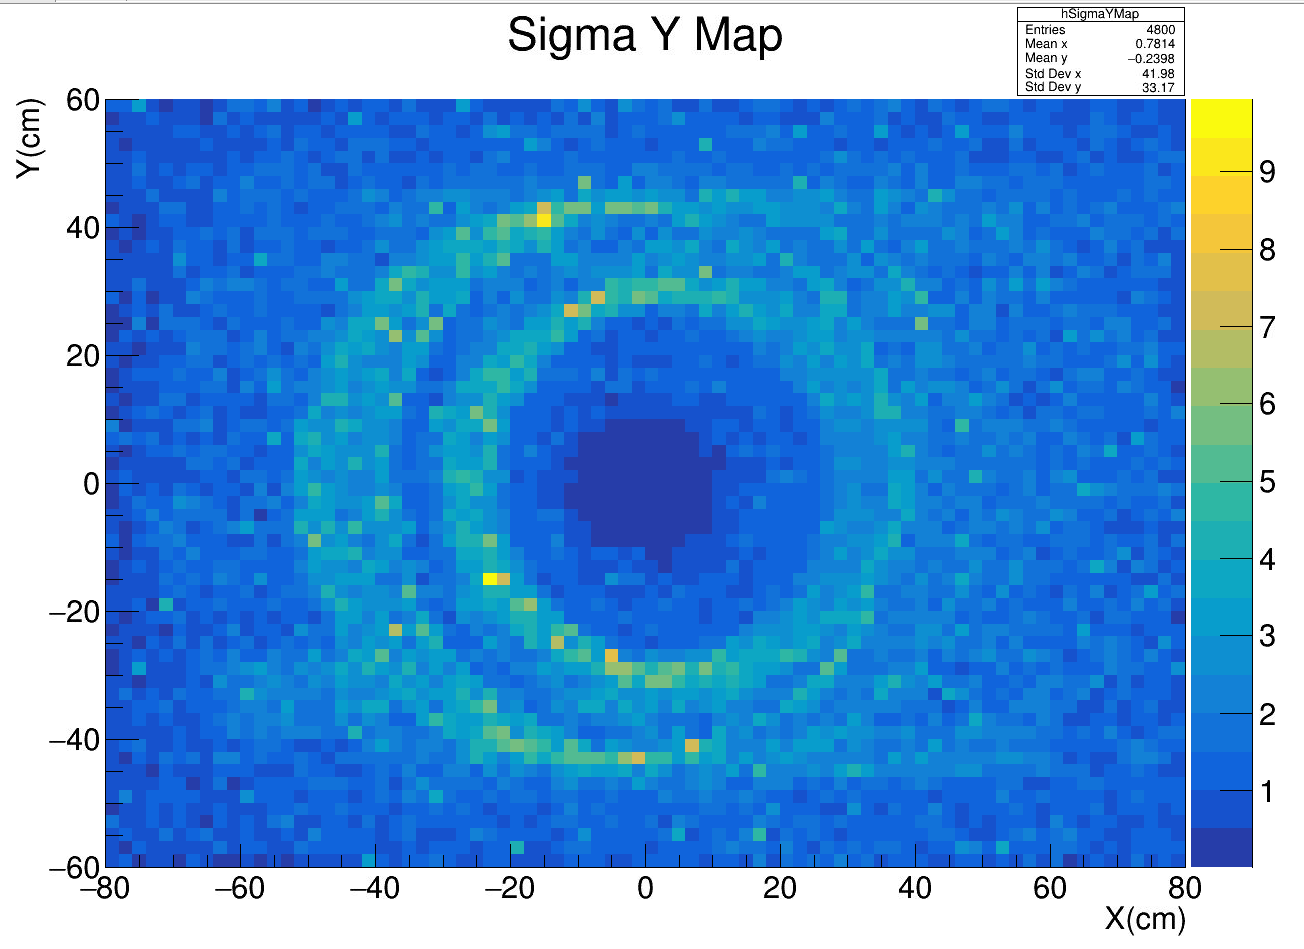 Sigma Y Map
hSigmaYMap
Entries 4800
Mean x 0.7814
Mean y −0.2398
Std Dev x 41.98
Std Dev y 33.17
Y(cm)
60
40
20
0
−20
−40
−60
−80 −60 −40 −20 0 20 40 60 80
X(cm)
9
8
7
6
5
4
3
2
1